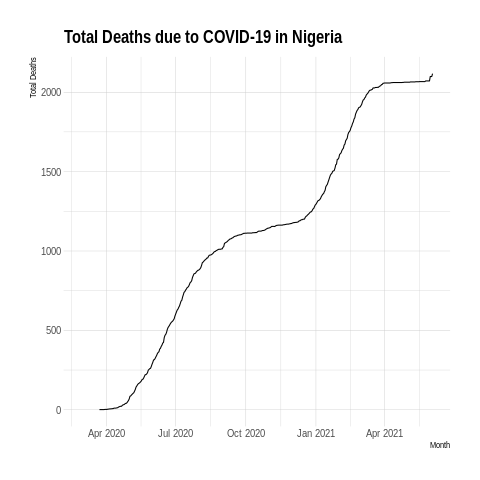 Total Deaths due to COVID-19 in Nigeria
Total Deaths
2000
1500
1000
500
0
Apr 2020 Jul 2020 Oct 2020 Jan 2021 Apr 2021
Month